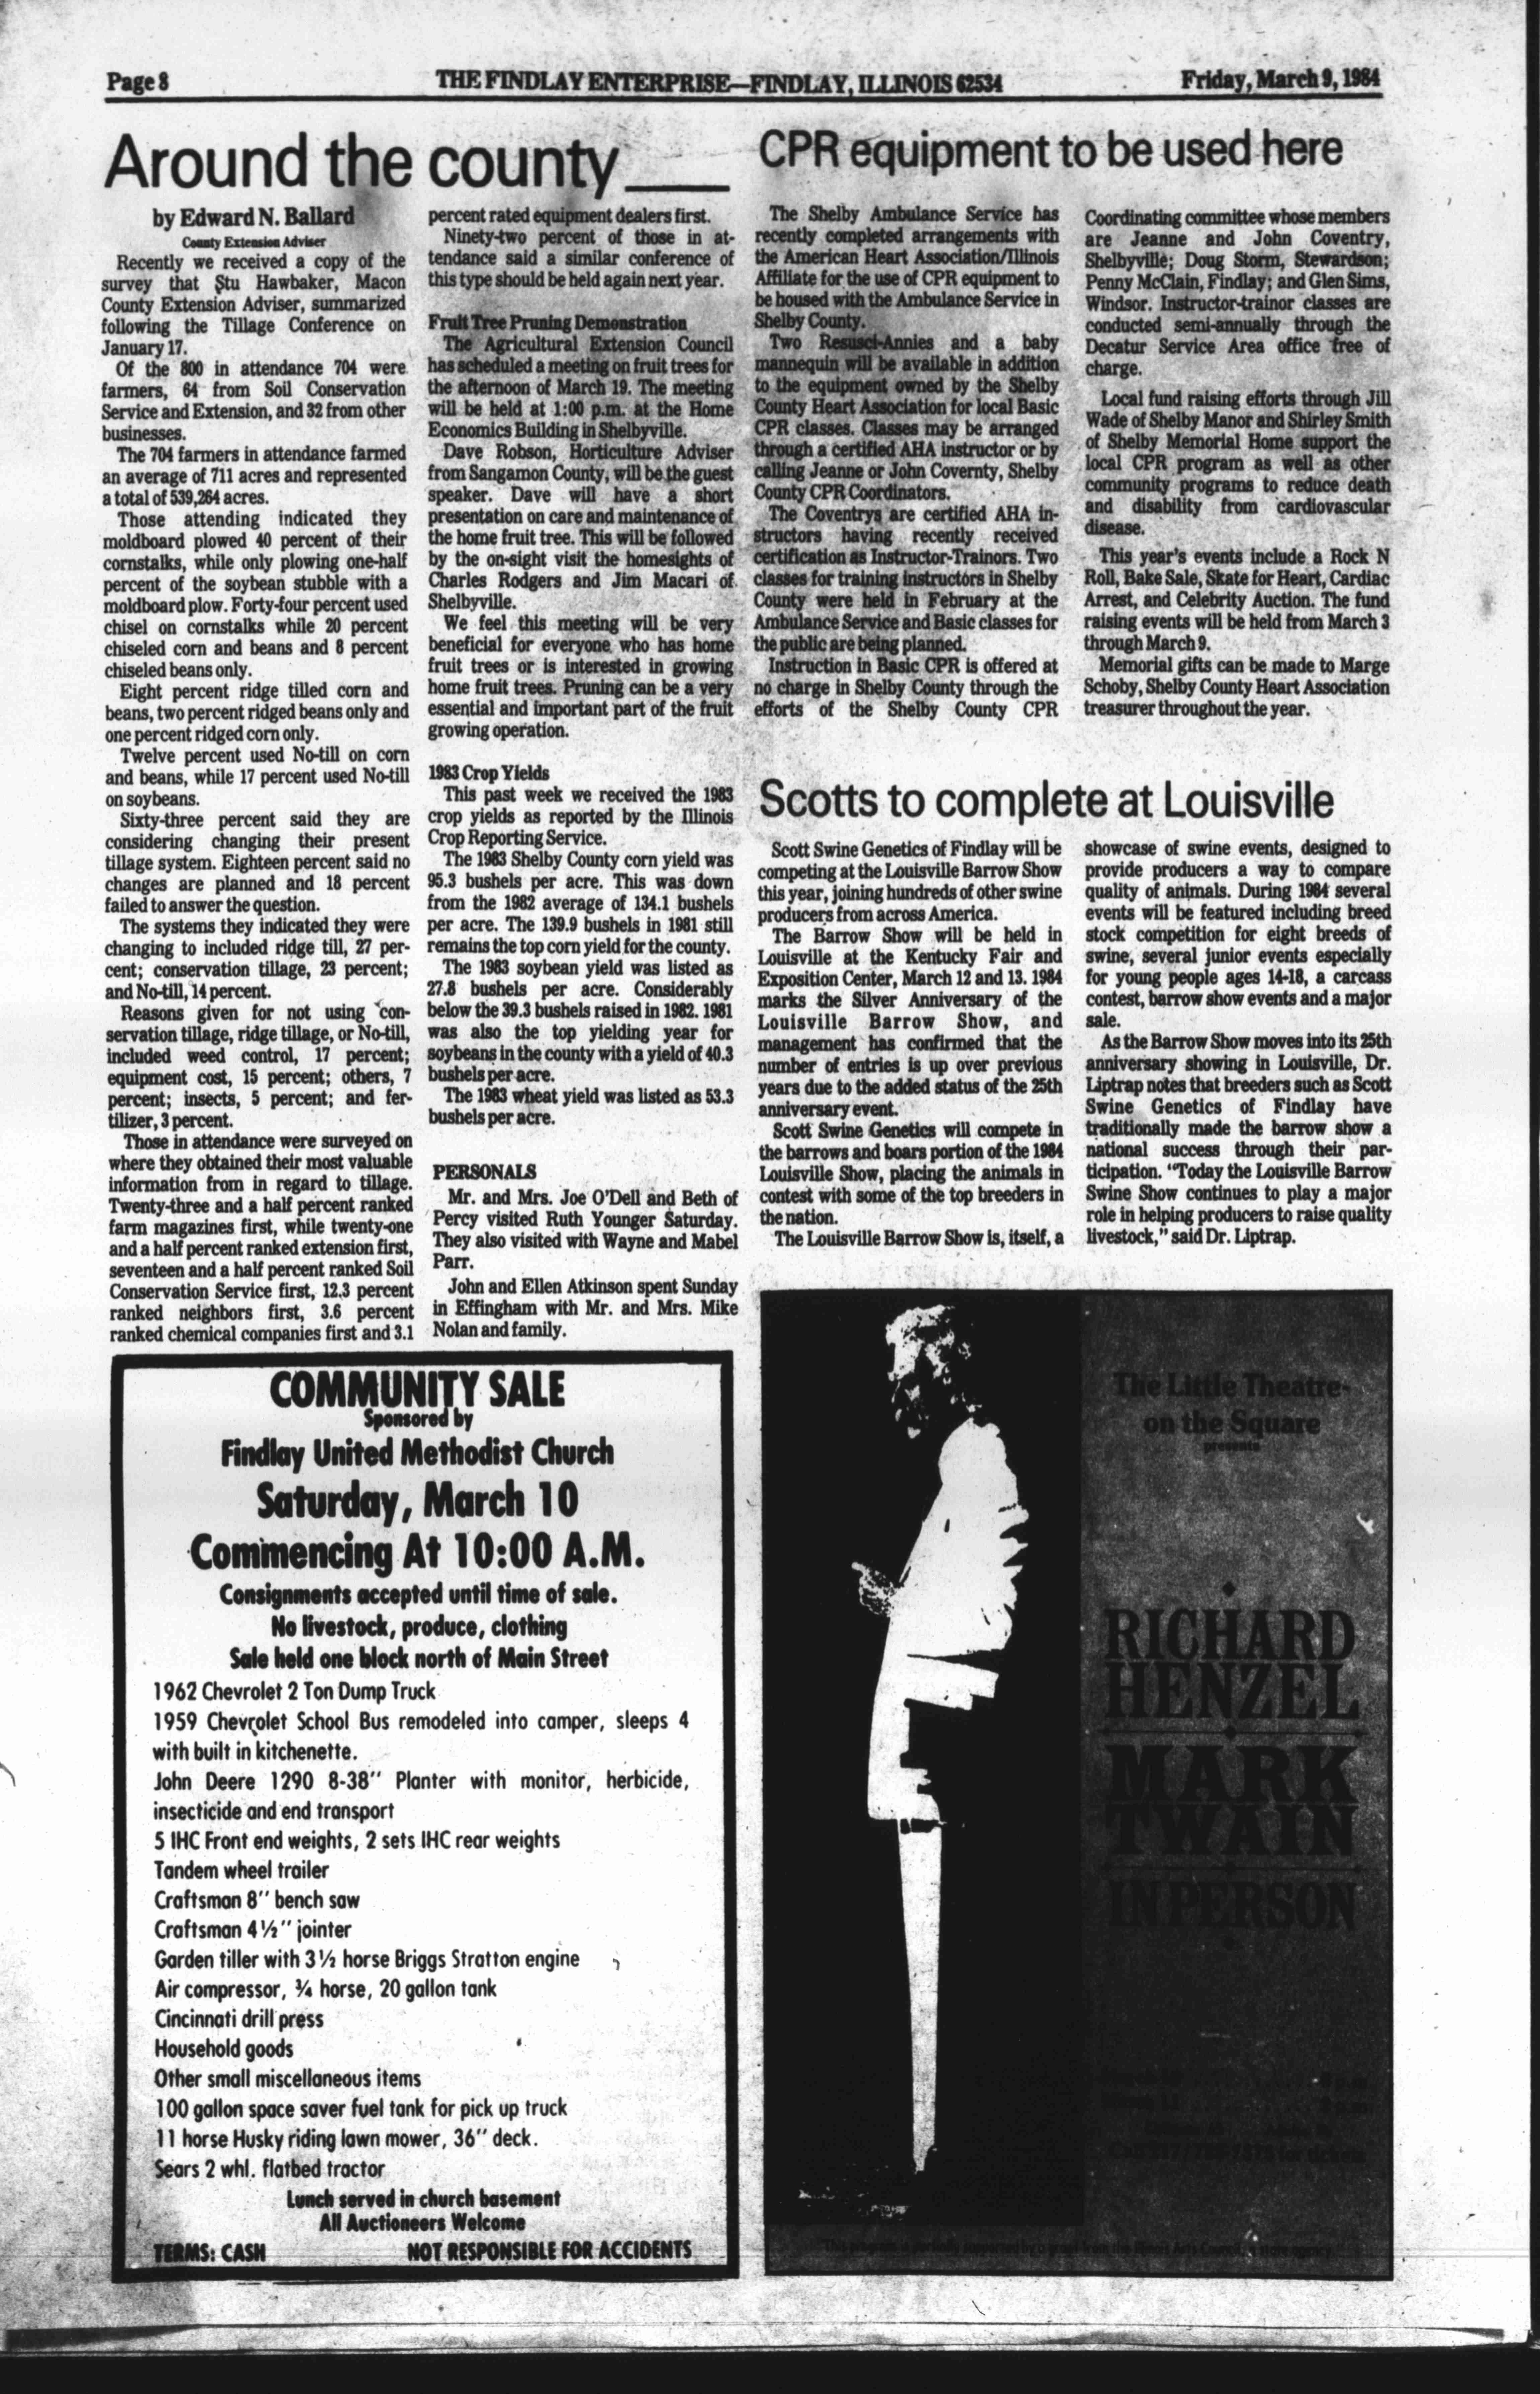 Page 8
THE FINDLAY ENTERPRISE—FINDLAY, ILLINOIS 62534
Friday, March 9, 1984
Around the county
by Edward N. Ballard
County Extension Adviser
Recently we received a copy of the
survey that Stu Hawbaker, Macon
County Extension Adviser, summarized
following the Tillage Conference on
January 17.
Of the 800 in attendance 704 were
farmers, 64 from Soil Conservation
Service and Extension, and 32 from other
businesses.
The 704 farmers in attendance farmed
an average of 711 acres and represented
a total of 539,264 acres.
Those attending indicated they
moldboard plowed 40 percent of their
cornstalks, while only plowing one-half
percent of the soybean stubble with a
moldboard plow. Forty-four percent used
chisel on cornstalks while 20 percent
chiseled corn and beans and 8 percent
chiseled beans only.
Eight percent ridge tilled corn and
beans, two percent ridged beans only and
one percent ridged corn only.
Twelve percent used No-till on corn
and beans, while 17 percent used No-till
on soybeans.
Sixty-three percent said they are
considering changing their present
tillage system. Eighteen percent said no
changes are planned and 18 percent
failed to answer the question.
The systems they indicated they were
changing to included ridge till, 27 per-
cent; conservation tillage, 23 percent;
and No-till, 14 percent.
Reasons given for not using con-
servation tillage, ridge tillage, or No-till,
included weed control, 17 percent;
equipment cost, 15 percent; others, 7
percent; insects, 5 percent; and fer-
tilizer, 3 percent.
Those in attendance were surveyed on
where they obtained their most valuable
information from in regard to tillage.
Twenty-three and a half percent ranked
farm magazines first, while twenty-one
and a half percent ranked extension first,
seventeen and a half percent ranked Soil
Conservation Service first, 12.3 percent
ranked neighbors first, 3.6 percent
ranked chemical companies first and 3.1
percent rated equipment dealers first.
Ninety-two percent of those in at-
tendance said a similar conference of
this type should be held again next year.
Fruit Tree Pruning Demonstration
The Agricultural Extension Council
has scheduled a meeting on fruit trees for
the afternoon of March 19. The meeting
will be held at 1:00 p.m. at the Home
Economics Building in Shelbyville.
Dave Robson, Horticulture Adviser
from Sangamon County, will be the guest
speaker. Dave will have a short
presentation on care and maintenance of
the home fruit tree. This will be followed
by the on-sight visit the homesights of
Charles Rodgers and Jim Macari of
Shelbyville.
We feel this meeting will be very
beneficial for everyone who has home
fruit trees or is interested in growing
home fruit trees. Pruning can be a very
essential and important part of the fruit
growing operation.
1983 Crop Yields
This past week we received the 1983
crop yields as reported by the Illinois
Crop Reporting Service.
The 1983 Shelby County corn yield was
95.3 bushels per acre. This was down
from the 1982 average of 134.1 bushels
per acre. The 139.9 bushels in 1981 still
remains the top corn yield for the county.
The 1983 soybean yield was listed as
27.8 bushels per acre. Considerably
below the 39.3 bushels raised in 1982. 1981
was also the top yielding year for
soybeans in the county with a yield of 40.3
bushels per acre.
The 1983 wheat yield was listed as 53.3
bushels per acre.
PERSONALS
Mr. and Mrs. Joe O'Dell and Beth of
Percy visited Ruth Younger Saturday.
They also visited with Wayne and Mabel
Parr.
John and Ellen Atkinson spent Sunday
in Effingham with Mr. and Mrs. Mike
Nolan and family.
CPR equipment to be used here
The Shelby Ambulance Service has
recently completed arrangements with
the American Heart Association/Illinois
Affiliate for the use of CPR equipment to
be housed with the Ambulance Service in
Shelby County.
Two Resusci-Annies and a baby
mannequin will be available in addition
to the equipment owned by the Shelby
County Heart Association for local Basic
CPR classes. Classes may be arranged
through a certified AHA instructor or by
calling Jeanne or John Covernty, Shelby
County CPR Coordinators.
The Coventrys are certified AHA in-
structors having recently received
certification as Instructor-Trainors. Two
classes for training instructors in Shelby
County were held in February at the
Ambulance Service and Basic classes for
the public are being planned.
Instruction in Basic CPR is offered at
no charge in Shelby County through the
efforts of the Shelby County CPR
Coordinating committee whose members
are Jeanne and John Coventry,
Shelbyville; Doug Storm, Stewardson;
Penny McClain, Findlay; and Glen Sims,
Windsor. Instructor-trainor classes are
conducted semi-annually through the
Decatur Service Area office free of
charge.
Local fund raising efforts through Jill
Wade of Shelby Manor and Shirley Smith
of Shelby Memorial Home support the
local CPR program as well as other
community programs to reduce death
and disability from cardiovascular
disease.
This year's events include a Rock N
Roll, Bake Sale, Skate for Heart, Cardiac
Arrest, and Celebrity Auction. The fund
raising events will be held from March 3
through March 9.
Memorial gifts can be made to Marge
Schoby, Shelby County Heart Association
treasurer throughout the year.
Scotts to complete at Louisville
Scott Swine Genetics of Findlay will be
competing at the Louisville Barrow Show
this year, joining hundreds of other swine
producers from across America.
The Barrow Show will be held in
Louisville at the Kentucky Fair and
Exposition Center, March 12 and 13. 1984
marks the Silver Anniversary of the
Louisville Barrow Show, and
management has confirmed that the
number of entries is up over previous
years due to the added status of the 25th
anniversary event.
Scott Swine Genetics will compete in
the barrows and boars portion of the 1984
Louisville Show, placing the animals in
contest with some of the top breeders in
the nation.
The Louisville Barrow Show is, itself, a
showcase of swine events, designed to
provide producers a way to compare
quality of animals. During 1984 several
events will be featured including breed
stock competition for eight breeds of
swine, several junior events especially
for young people ages 14-18, a carcass
contest, barrow show events and a major
sale.
As the Barrow Show moves into its 25th
anniversary showing in Louisville, Dr.
Liptrap notes that breeders such as Scott
Swine Genetics of Findlay have
traditionally made the barrow show a
national success through their par-
ticipation. "Today the Louisville Barrow
Swine Show continues to play a major
role in helping producers to raise quality
livestock," said Dr. Liptrap.
COMMUNITY SALE
Sponsored by
Findlay United Methodist Church
Saturday, March 10
Commencing At 10:00 A.M.
Consignments accepted until time of sale.
No livestock, produce, clothing
Sale held one block north of Main Street
1962 Chevrolet 2 Ton Dump Truck
1959 Chevrolet School Bus remodeled into camper, sleeps 4
with built in kitchenette.
John Deere 1290 8-38" Planter with monitor, herbicide,
insecticide and end transport
5 IHC Front end weights, 2 sets IHC rear weights
Tandem wheel trailer
Craftsman 8" bench saw
Craftsman 4½" jointer
Garden tiller with 3½ horse Briggs Stratton engine
Air compressor, ¾ horse, 20 gallon tank
Cincinnati drill press
Household goods
Other small miscellaneous items
100 gallon space saver fuel tank for pick up truck
11 horse Husky riding lawn mower, 36" deck.
Sears 2 whl. flatbed tractor
Lunch served in church basement
All Auctioneers Welcome
TERMS: CASH
NOT RESPONSIBLE FOR ACCIDENTS
The Little Theatre-
on the Square
presents
RICHARD
HENZEL
MARK
TWAIN
IN PERSON
"This program is partially supported by a grant from the Illinois Arts Council, a state agency."